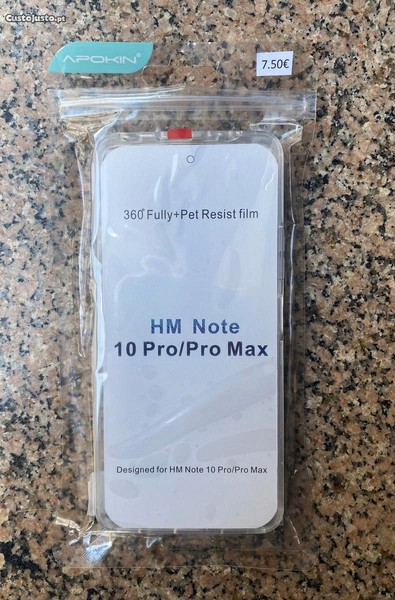 CustoJusto.pt
APOKIN
7.50€
360°Fully+Pet Resist film
HM Note
10 Pro/Pro Max
Designed for HM Note 10 Pro/Pro Max